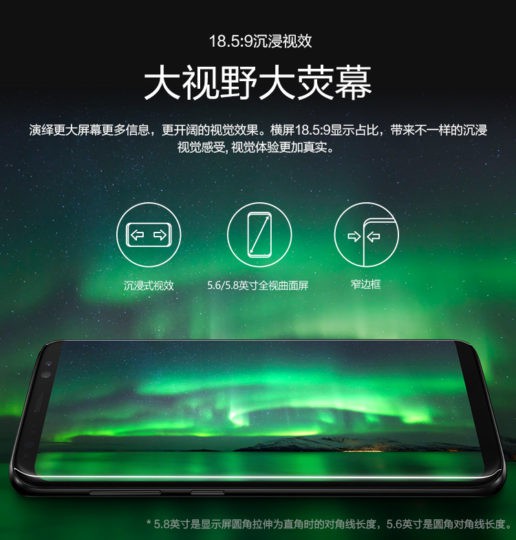 18.5:9沉浸视效
大视野大荧幕
演绎更大屏幕更多信息，更开阔的视觉效果。横屏18.5:9显示占比，带来不一样的沉浸
视觉感受, 视觉体验更加真实。
沉浸式视效
5.6/5.8英寸全视曲面屏
窄边框
* 5.8英寸是显示屏圆角拉伸为直角时的对角线长度，5.6英寸是圆角对角线长度。